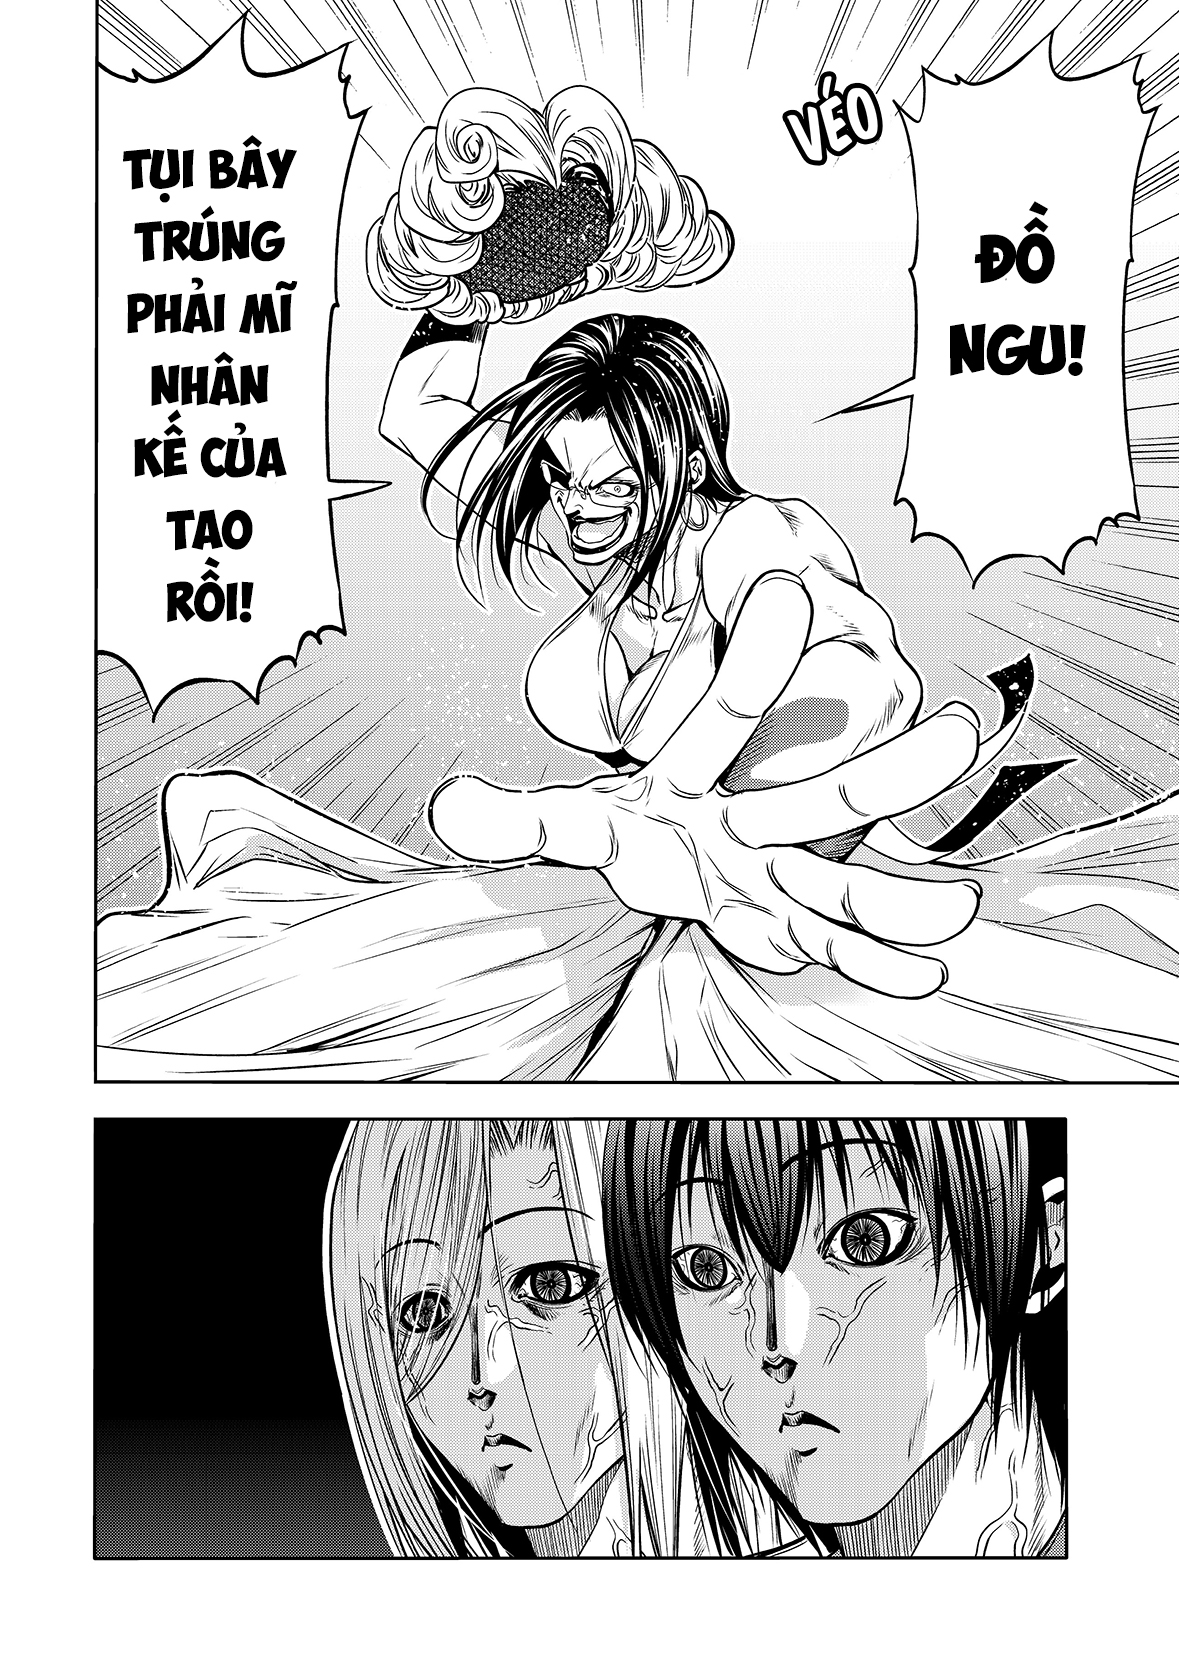 ĐỒ
NGU!
VÉO
TỤI BÂY
TRÚNG
PHẢI MĨ
NHÂN
KẾ CỦA
TAO
RỒI!